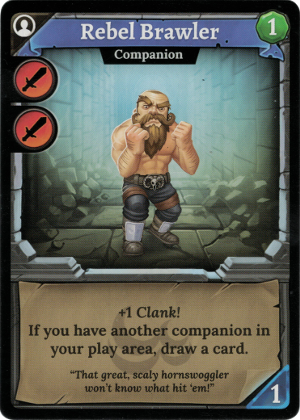 Rebel Brawler
1
Companion
+1 Clank!
If you have another companion in
your play area, draw a card.
“That great, scaly hornswoggler
won’t know what hit ‘em!”
1